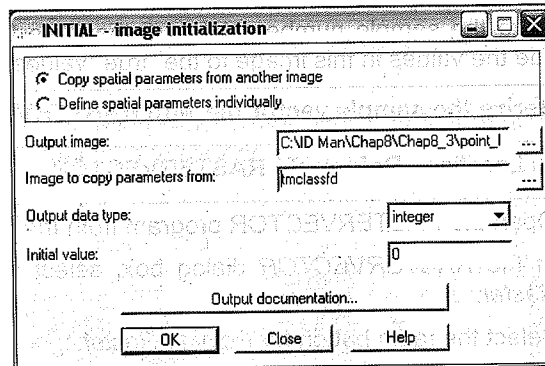 INITIAL - image initialization
Copy spatial parameters from another image
Define spatial parameters individually
Output image: C:\ID Man\Chap8\Chap8_3\point_l ...
Image to copy parameters from: tmclassfd ...
Output data type: integer
Initial value: 0
Output documentation...
OK Close Help